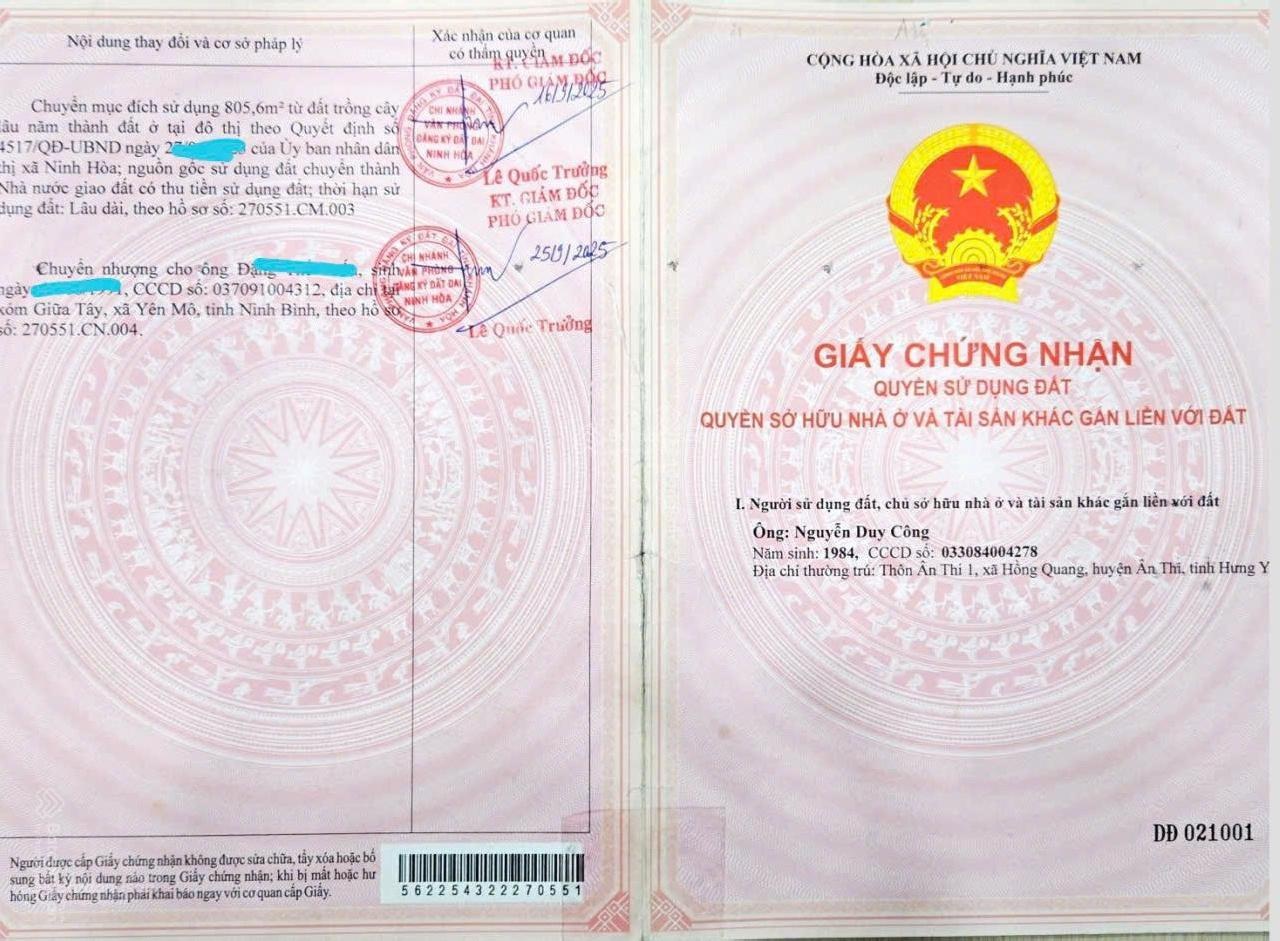 Nội dung thay đổi và cơ sở pháp lý
Xác nhận của cơ quan
có thẩm quyền
KT. GIÁM ĐỐC
PHÓ GIÁM ĐỐC
16/9/2025
Chuyển mục đích sử dụng 805,6m² từ đất trồng cây
lâu năm thành đất ở tại đô thị theo Quyết định số
4517/QĐ-UBND ngày của Ủy ban nhân dân
thị xã Ninh Hòa; nguồn gốc sử dụng đất chuyển thành
Nhà nước giao đất có thu tiền sử dụng đất; thời hạn sử
dụng đất: Lâu dài, theo hồ sơ số: 270551.CM.003
CHI NHÁNH
VĂN PHÒNG
ĐĂNG KÝ ĐẤT ĐAI
NINH HÒA
Lê Quốc Trưởng
KT. GIÁM ĐỐC
PHÓ GIÁM ĐỐC
25/9/2025
Chuyển nhượng cho ông Đặng , sinh
ngày , CCCD số: 037091004312, địa chỉ tại
xóm Giữa Tây, xã Yên Mô, tỉnh Ninh Bình, theo hồ sơ
số: 270551.CN.004.
CHI NHÁNH
VĂN PHÒNG
ĐĂNG KÝ ĐẤT ĐAI
NINH HÒA
Lê Quốc Trưởng
Người được cấp Giấy chứng nhận không được sửa chữa, tẩy xóa hoặc bổ
sung bất kỳ nội dung nào trong Giấy chứng nhận; khi bị mất hoặc hư
hỏng Giấy chứng nhận phải khai báo ngay với cơ quan cấp Giấy.
562254322270551
CỘNG HÒA XÃ HỘI CHỦ NGHĨA VIỆT NAM
Độc lập - Tự do - Hạnh phúc
VIỆT NAM
GIẤY CHỨNG NHẬN
QUYỀN SỬ DỤNG ĐẤT
QUYỀN SỞ HỮU NHÀ Ở VÀ TÀI SẢN KHÁC GẮN LIỀN VỚI ĐẤT
I. Người sử dụng đất, chủ sở hữu nhà ở và tài sản khác gắn liền với đất
Ông: Nguyễn Duy Công
Năm sinh: 1984, CCCD số: 033084004278
Địa chỉ thường trú: Thôn Ân Thi 1, xã Hồng Quang, huyện Ân Thi, tỉnh Hưng Y
DĐ 021001